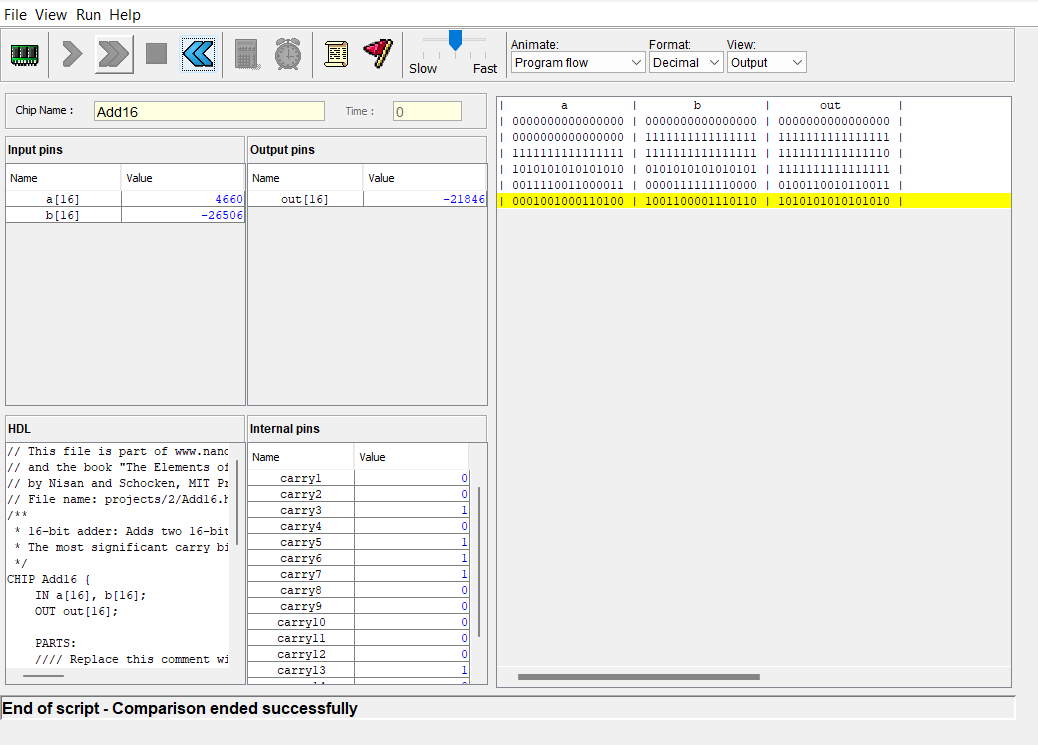 File View Run Help
Slow Fast
Animate: Format: View:
Program flow Decimal Output
Chip Name : Add16 Time : 0
Input pins
Name Value
a[16] 4660
b[16] -26506
Output pins
Name Value
out[16] -21846
| a | b | out |
| 0000000000000000 | 0000000000000000 | 0000000000000000 |
| 0000000000000000 | 1111111111111111 | 1111111111111111 |
| 1111111111111111 | 1111111111111111 | 1111111111111110 |
| 1010101010101010 | 0101010101010101 | 1111111111111111 |
| 0011110011000011 | 0000111111110000 | 0100110010110011 |
| 0001001000110100 | 1001100001110110 | 1010101010101010 |
HDL
// This file is part of www.nand
// and the book "The Elements of
// by Nisan and Schocken, MIT Pr
// File name: projects/2/Add16.h
/**
* 16-bit adder: Adds two 16-bit
* The most significant carry bi
*/
CHIP Add16 {
IN a[16], b[16];
OUT out[16];
PARTS:
//// Replace this comment wi
Internal pins
Name Value
carry1 0
carry2 0
carry3 1
carry4 0
carry5 1
carry6 1
carry7 1
carry8 0
carry9 0
carry10 0
carry11 0
carry12 0
carry13 1
End of script - Comparison ended successfully